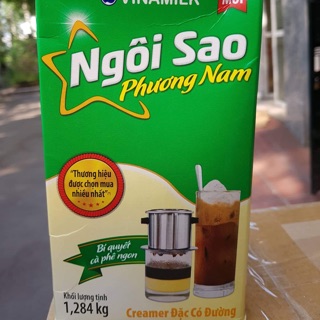 VINAMILK
MỚI
Ngôi Sao
Phương Nam
"Thương hiệu
được chọn mua
nhiều nhất"
Bí quyết
cà phê ngon
Khối lượng tịnh
1,284 kg
Creamer Đặc Có Đường